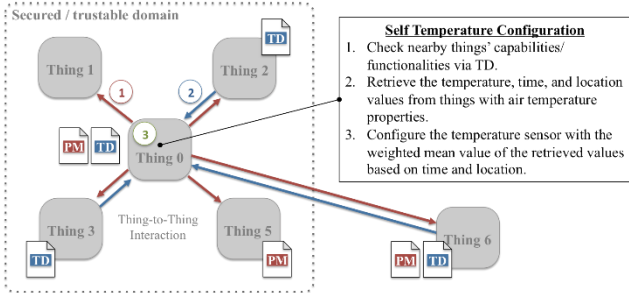 Secured / trustable domain
Thing 1
TD
Thing 2
1
2
3
PM
TD
Thing 0
Thing 3
TD
Thing-to-Thing
Interaction
Thing 5
PM
PM
TD
Thing 6
Self Temperature Configuration
1. Check nearby things' capabilities/
functionalities via TD.
2. Retrieve the temperature, time, and location
values from things with air temperature
properties.
3. Configure the temperature sensor with the
weighted mean value of the retrieved values
based on time and location.